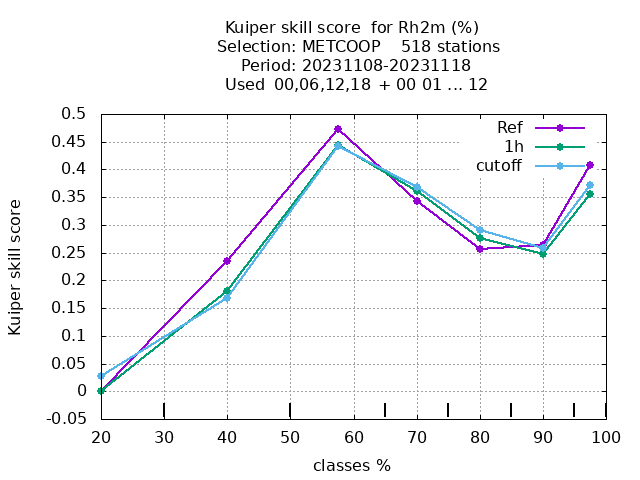 Kuiper skill score  for Rh2m (%)
Selection: METCOOP    518 stations
Period: 20231108-20231118
Used  00,06,12,18  + 00 01 ... 12
Ref
1h
cutoff
0.5
0.45
0.4
0.35
0.3
0.25
0.2
0.15
0.1
0.05
0
-0.05
Kuiper skill score
20 30 40 50 60 70 80 90 100
classes %